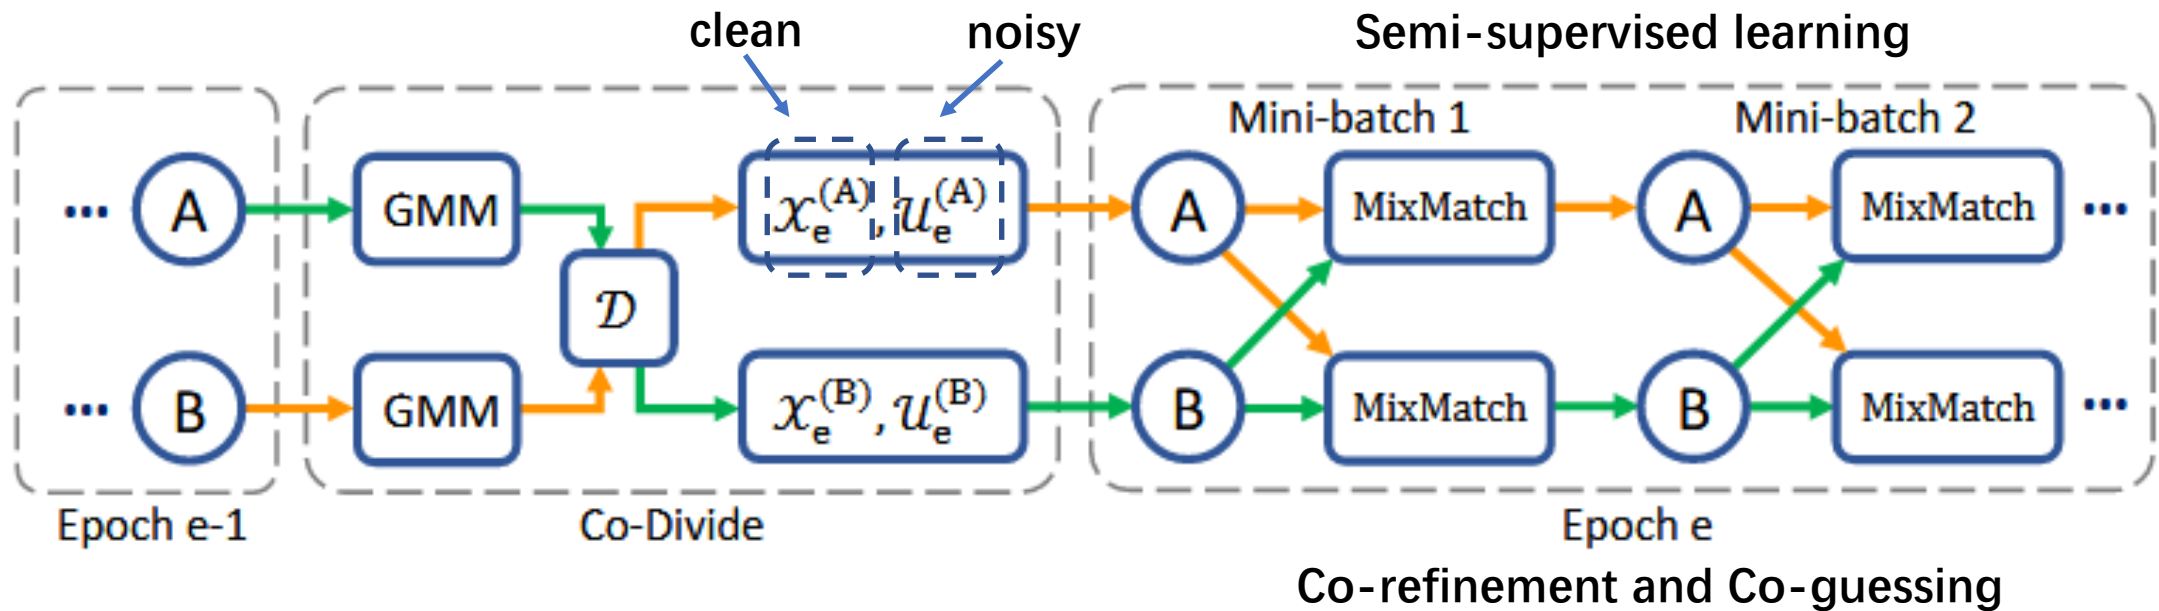 clean
noisy
Semi-supervised learning
Mini-batch 1
Mini-batch 2
... A
GMM
𝒳e(A), 𝒰e(A)
A
MixMatch
A
MixMatch ...
𝒟
... B
GMM
𝒳e(B), 𝒰e(B)
B
MixMatch
B
MixMatch ...
Epoch e-1
Co-Divide
Epoch e
Co-refinement and Co-guessing